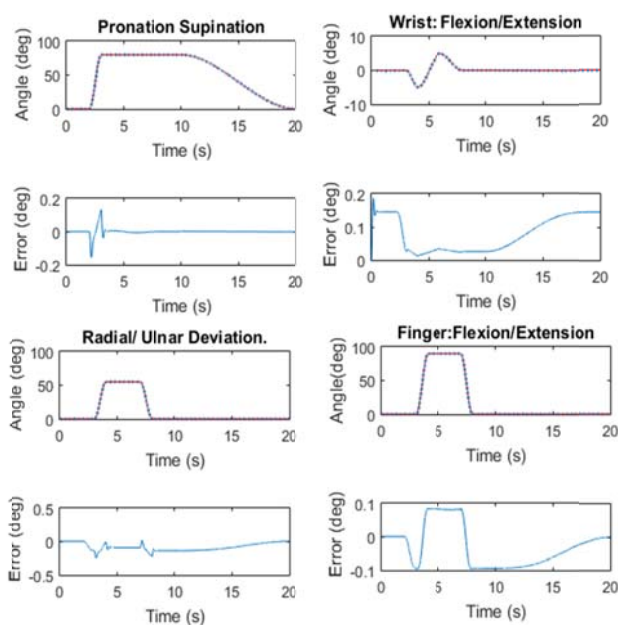 Pronation Supination
Angle (deg)
100
50
0
0 5 10 15 20
Time (s)
Wrist: Flexion/Extension
Angle (deg)
10
0
-10
0 5 10 15 20
Time (s)
Error (deg)
0.2
0
-0.2
0 5 10 15 20
Time (s)
Error (deg)
0.2
0.1
0
0 5 10 15 20
Time (s)
Radial/ Ulnar Deviation.
Angle (deg)
100
50
0
0 5 10 15 20
Time (s)
Finger:Flexion/Extension
Angle(deg)
100
50
0
0 5 10 15 20
Time (s)
Error (deg)
0.5
0
-0.5
0 5 10 15 20
Time (s)
Error (deg)
0.1
0
-0.1
0 5 10 15 20
Time (s)